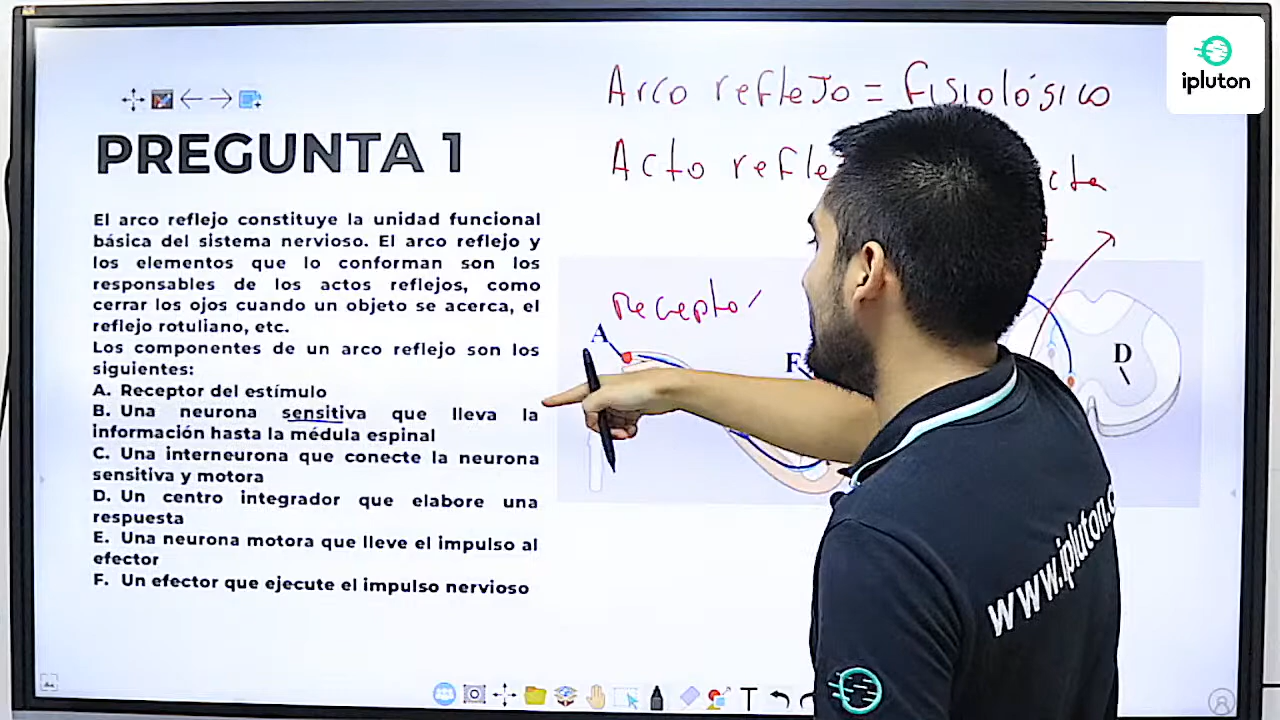 ipluton
Arco reflejo = fisiológico
Acto refle
PREGUNTA 1
El arco reflejo constituye la unidad funcional
básica del sistema nervioso. El arco reflejo y
los elementos que lo conforman son los
responsables de los actos reflejos, como
cerrar los ojos cuando un objeto se acerca, el
reflejo rotuliano, etc.
Los componentes de un arco reflejo son los
siguientes:
A. Receptor del estímulo
B. Una neurona sensitiva que lleva la
información hasta la médula espinal
C. Una interneurona que conecte la neurona
sensitiva y motora
D. Un centro integrador que elabore una
respuesta
E. Una neurona motora que lleve el impulso al
efector
F. Un efector que ejecute el impulso nervioso
Receptor
A
F
D
www.ipluton.c
T